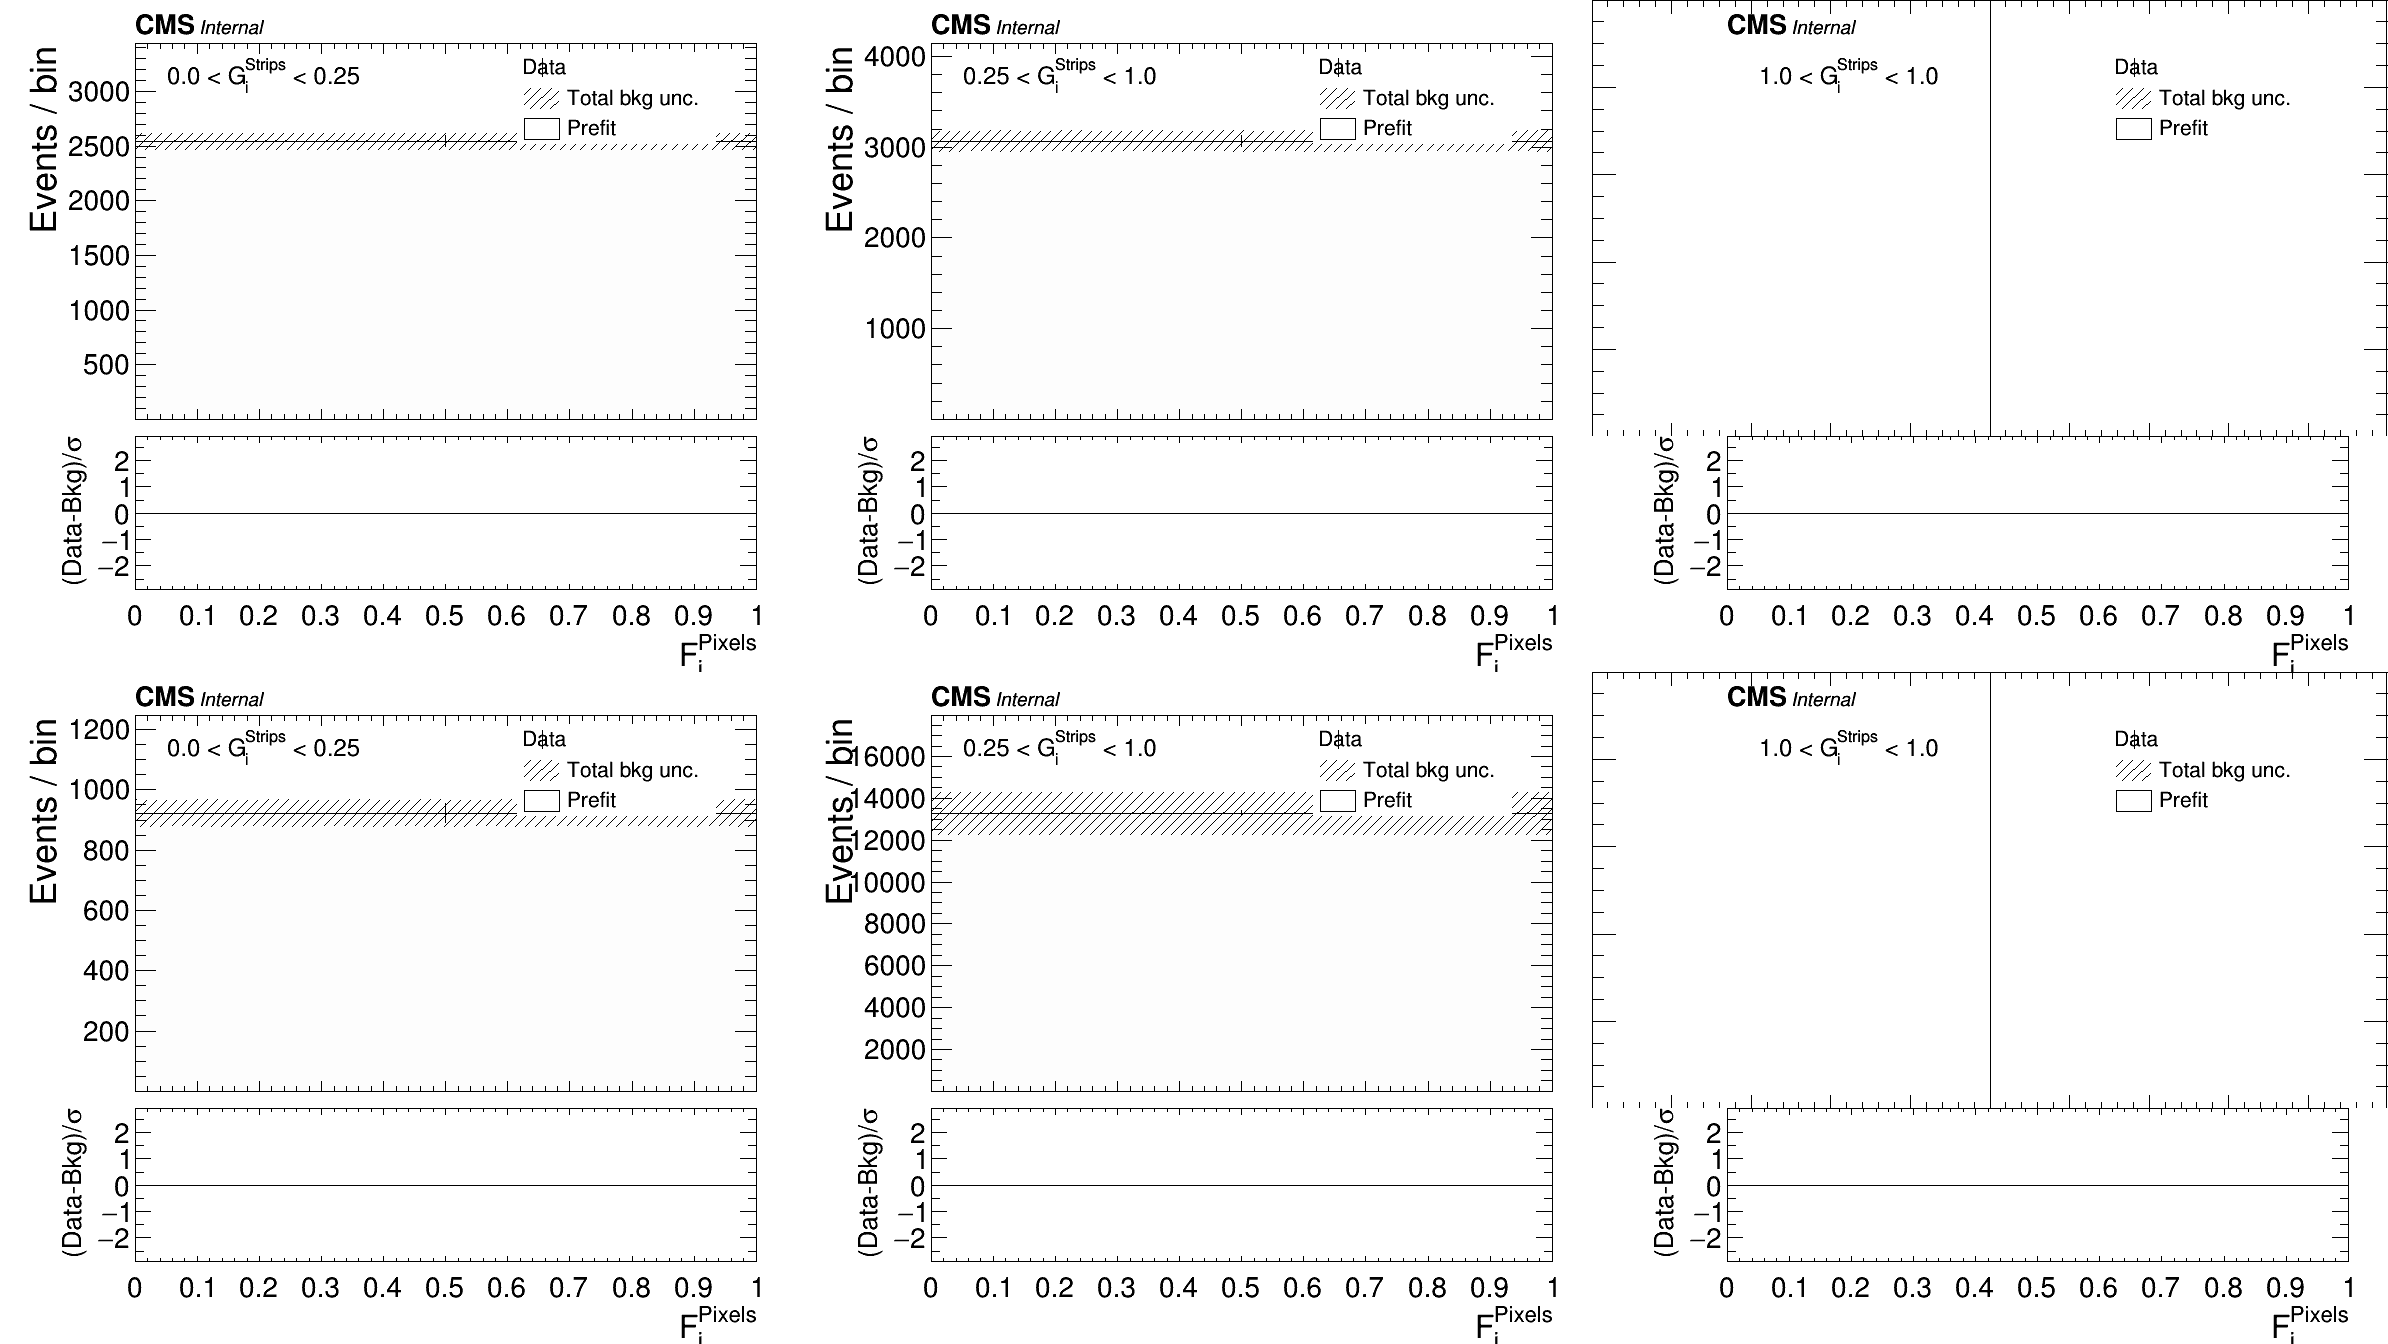 CMS Internal
0.0 < G_i^Strips < 0.25
Data
Total bkg unc.
Prefit
Events / bin
3000
2500
2000
1500
1000
500
(Data-Bkg)/σ
2
1
0
−1
−2
0 0.1 0.2 0.3 0.4 0.5 0.6 0.7 0.8 0.9 1
F_i^Pixels
CMS Internal
0.25 < G_i^Strips < 1.0
Data
Total bkg unc.
Prefit
Events / bin
4000
3000
2000
1000
(Data-Bkg)/σ
2
1
0
−1
−2
0 0.1 0.2 0.3 0.4 0.5 0.6 0.7 0.8 0.9 1
F_i^Pixels
CMS Internal
1.0 < G_i^Strips < 1.0
Data
Total bkg unc.
Prefit
(Data-Bkg)/σ
2
1
0
−1
−2
0 0.1 0.2 0.3 0.4 0.5 0.6 0.7 0.8 0.9 1
F_i^Pixels
CMS Internal
0.0 < G_i^Strips < 0.25
Data
Total bkg unc.
Prefit
Events / bin
1200
1000
800
600
400
200
(Data-Bkg)/σ
2
1
0
−1
−2
0 0.1 0.2 0.3 0.4 0.5 0.6 0.7 0.8 0.9 1
F_i^Pixels
CMS Internal
0.25 < G_i^Strips < 1.0
Data
Total bkg unc.
Prefit
Events / bin
16000
14000
12000
10000
8000
6000
4000
2000
(Data-Bkg)/σ
2
1
0
−1
−2
0 0.1 0.2 0.3 0.4 0.5 0.6 0.7 0.8 0.9 1
F_i^Pixels
CMS Internal
1.0 < G_i^Strips < 1.0
Data
Total bkg unc.
Prefit
(Data-Bkg)/σ
2
1
0
−1
−2
0 0.1 0.2 0.3 0.4 0.5 0.6 0.7 0.8 0.9 1
F_i^Pixels